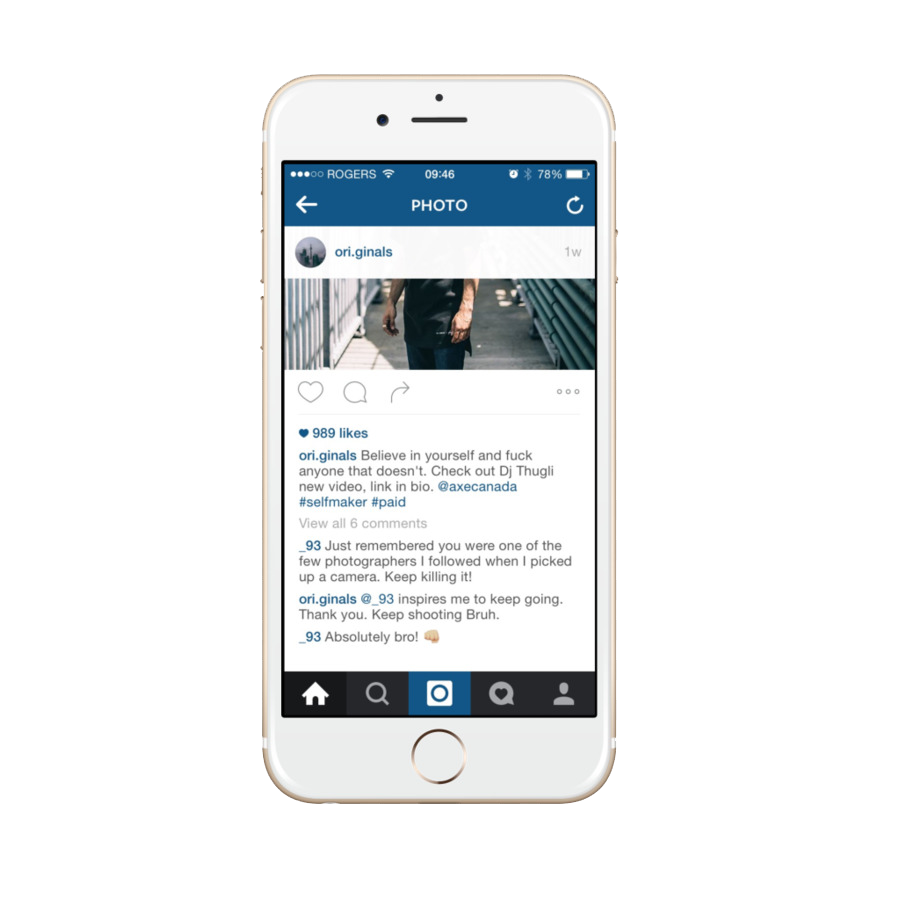 ROGERS 09:46 78%
PHOTO
ori.ginals 1w
989 likes
ori.ginals Believe in yourself and fuck
anyone that doesn't. Check out Dj Thugli
new video, link in bio. @axecanada
#selfmaker #paid
View all 6 comments
_93 Just remembered you were one of the
few photographers I followed when I picked
up a camera. Keep killing it!
ori.ginals @_93 inspires me to keep going.
Thank you. Keep shooting Bruh.
_93 Absolutely bro! 👊🏼